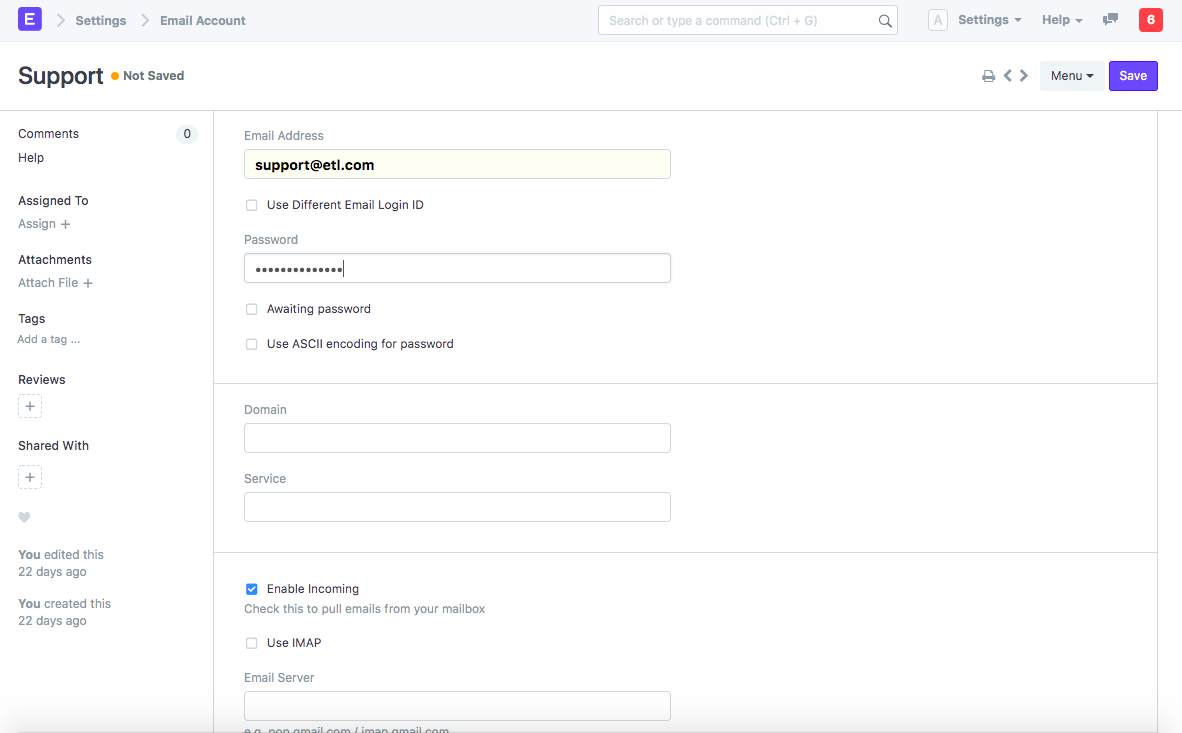 E Settings Email Account Search or type a command (Ctrl + G) A Settings Help 6
Support Not Saved Menu Save
Comments 0
Help
Assigned To
Assign +
Attachments
Attach File +
Tags
Add a tag ...
Reviews
+
Shared With
+
You edited this
22 days ago
You created this
22 days ago
Email Address
support@etl.com
Use Different Email Login ID
Password
••••••••••••••
Awaiting password
Use ASCII encoding for password
Domain
Service
Enable Incoming
Check this to pull emails from your mailbox
Use IMAP
Email Server
e.g. pop.gmail.com / imap.gmail.com